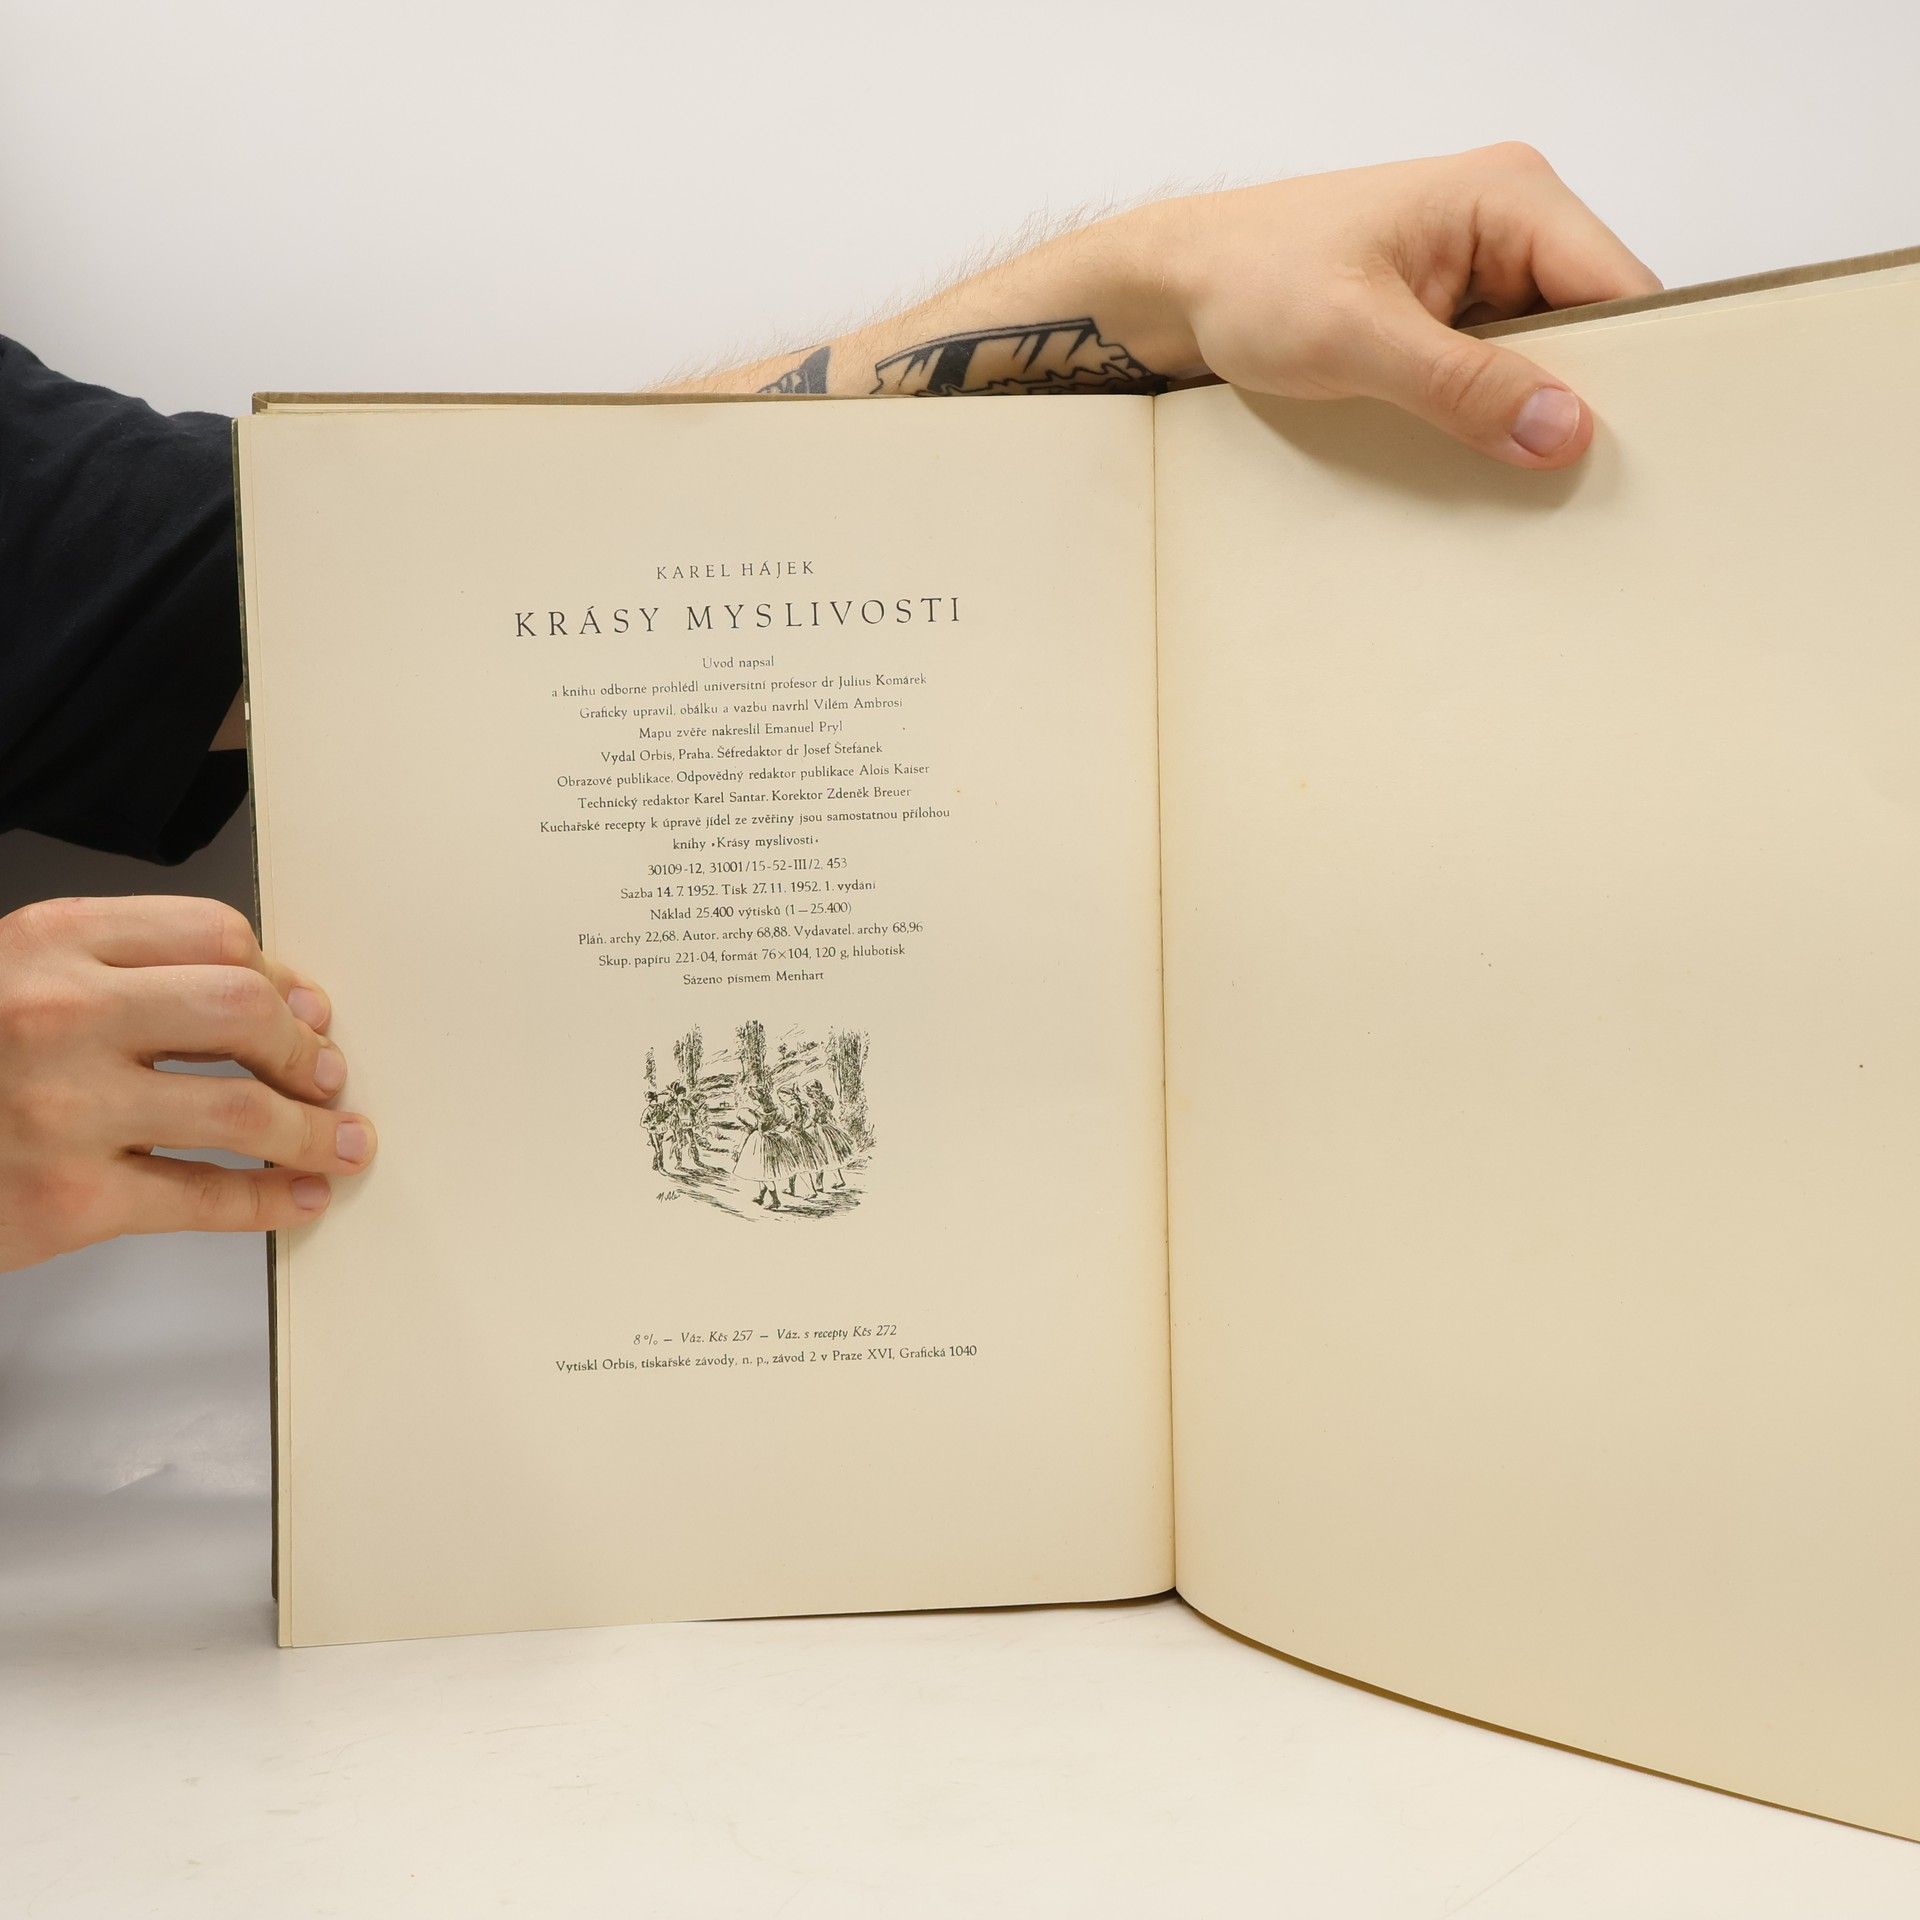 KAREL HÁJEK
KRÁSY MYSLIVOSTI
Úvod napsal
a knihu odborně prohlédl universitní profesor dr Julius Komárek
Graficky upravil, obálku a vazbu navrhl Vilém Ambrosi
Mapu zvěře nakreslil Emanuel Pryl
Vydal Orbis, Praha. Šéfredaktor dr Josef Štefánek
Obrazové publikace. Odpovědný redaktor publikace Alois Kaiser
Technický redaktor Karel Santar. Korektor Zdeněk Breuer
Kuchařské recepty k úpravě jídel ze zvěřiny jsou samostatnou přílohou
knihy »Krásy myslivosti«
30109-12, 31001/15-52-III/2, 453
Sazba 14. 7. 1952. Tisk 27. 11. 1952. 1. vydání
Náklad 25.400 výtisků (1—25.400)
Plán. archy 22,68. Autor. archy 68,88. Vydavatel. archy 68,96
Skup. papíru 221-04, formát 76×104, 120 g, hlubotisk
Sázeno písmem Menhart
8% — Váz. Kčs 257 — Váz. s recepty Kčs 272
Vytiskl Orbis, tiskařské závody, n. p., závod 2 v Praze XVI, Grafická 1040